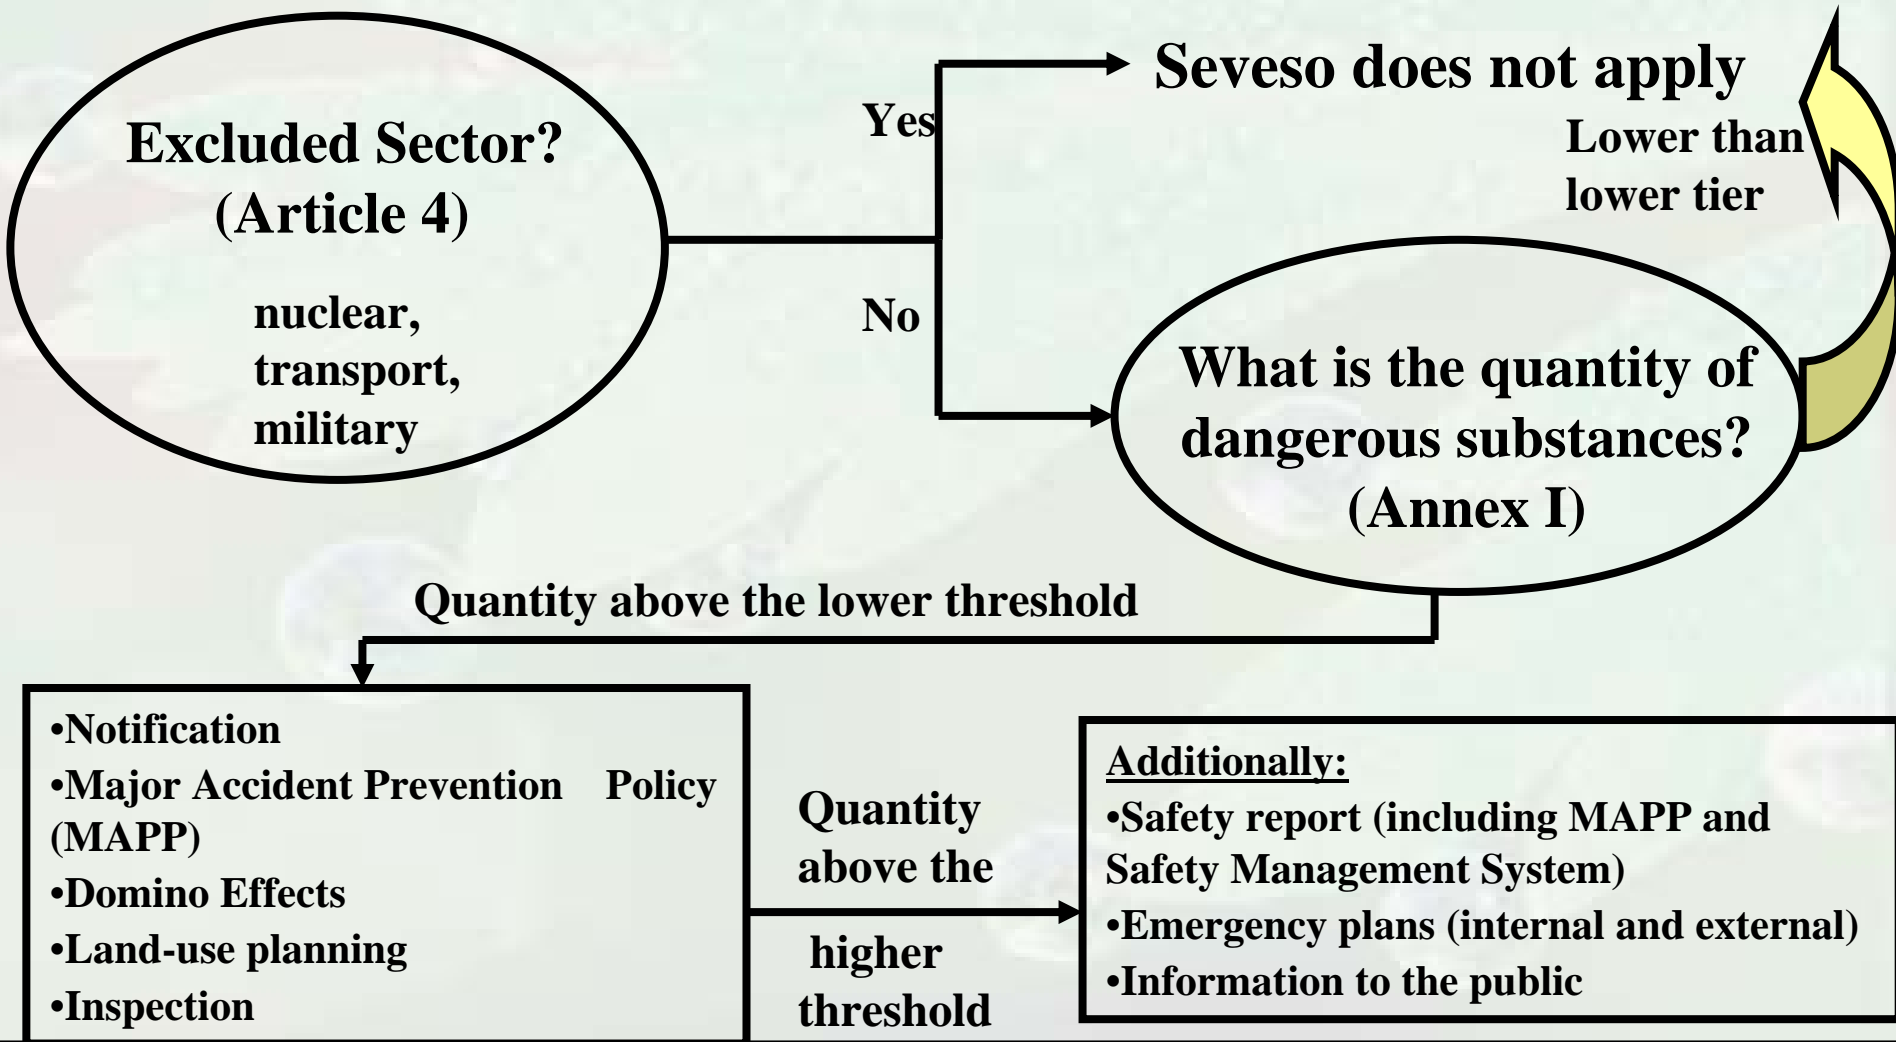 Excluded Sector?
(Article 4)
nuclear,
transport,
military
Yes
No
Seveso does not apply
Lower than
lower tier
What is the quantity of
dangerous substances?
(Annex I)
Quantity above the lower threshold
•Notification
•Major Accident Prevention Policy
(MAPP)
•Domino Effects
•Land-use planning
•Inspection
Quantity
above the
higher
threshold
Additionally:
•Safety report (including MAPP and
Safety Management System)
•Emergency plans (internal and external)
•Information to the public